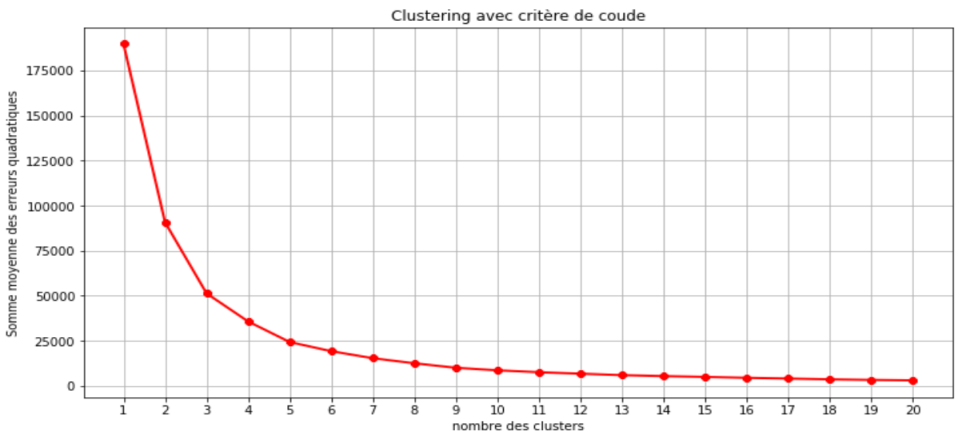 Clustering avec critère de coude
Somme moyenne des erreurs quadratiques
175000
150000
125000
100000
75000
50000
25000
0
1 2 3 4 5 6 7 8 9 10 11 12 13 14 15 16 17 18 19 20
nombre des clusters